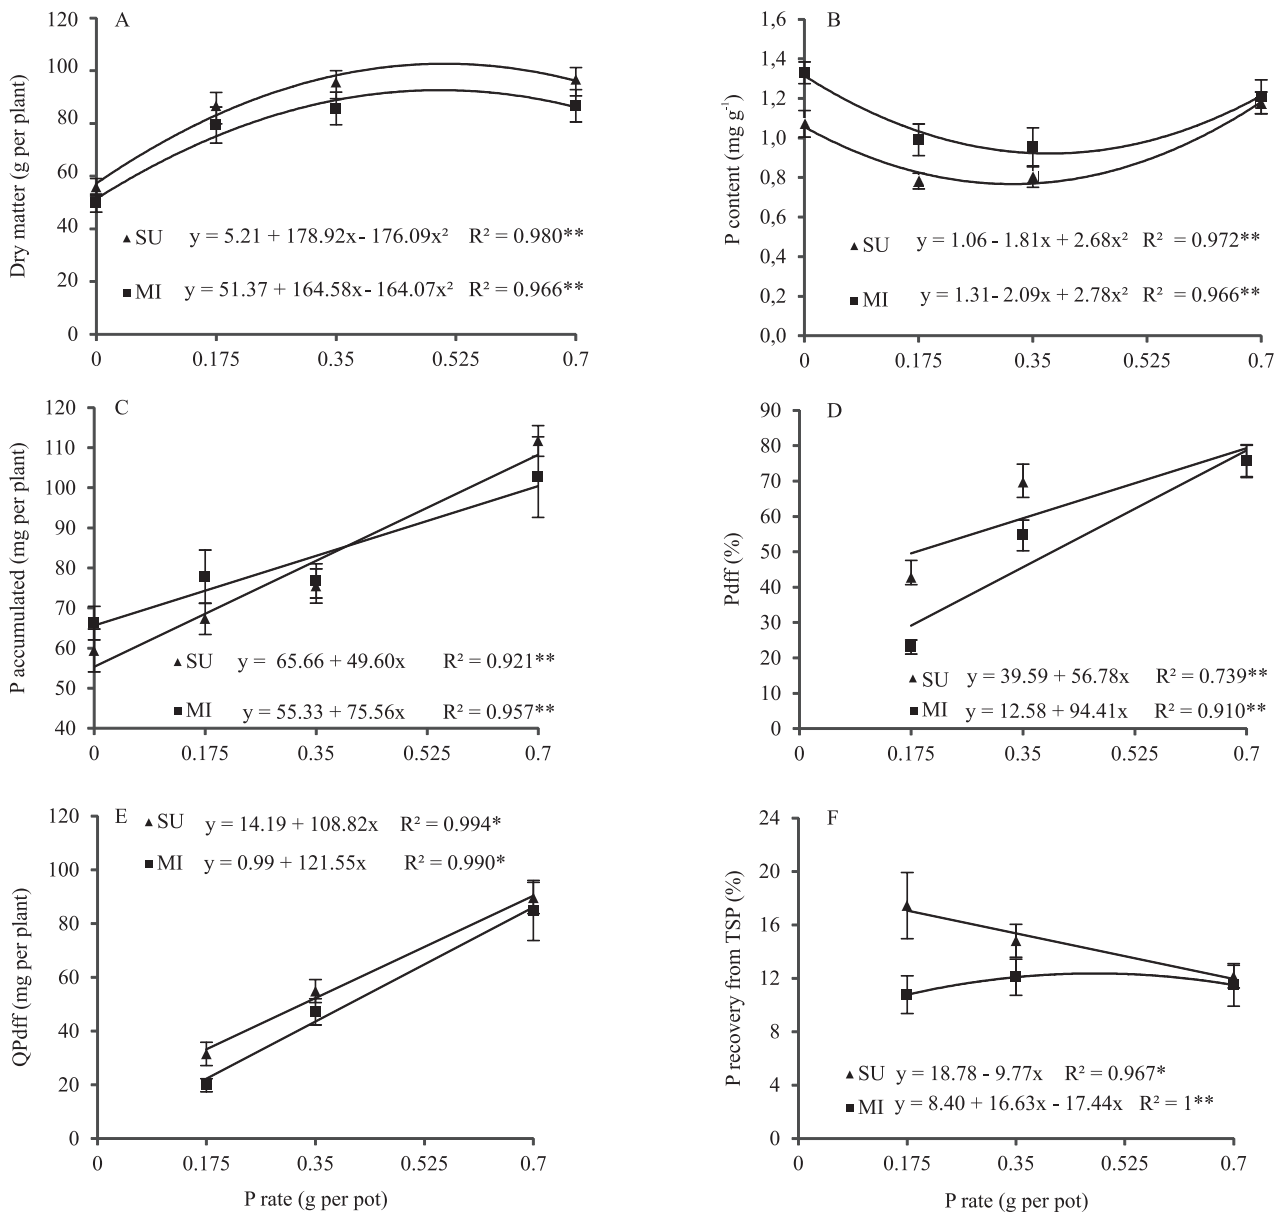 A
Dry matter (g per plant)
120
100
80
60
40
20
0
SU y = 5.21 + 178.92x - 176.09x² R² = 0.980**
MI y = 51.37 + 164.58x - 164.07x² R² = 0.966**
0 0.175 0.35 0.525 0.7
B
P content (mg g⁻¹)
1,6
1,4
1.2
1.0
0,8
0,6
0,4
0,2
0,0
SU y = 1.06 - 1.81x + 2.68x² R² = 0.972**
MI y = 1.31- 2.09x + 2.78x² R² = 0.966**
0 0.175 0.35 0.525 0.7
C
P accumulated (mg per plant)
120
110
100
90
80
70
60
50
40
SU y = 65.66 + 49.60x R² = 0.921**
MI y = 55.33 + 75.56x R² = 0.957**
0 0.175 0.35 0.525 0.7
D
Pdff (%)
90
80
70
60
50
40
30
20
10
0
SU y = 39.59 + 56.78x R² = 0.739**
MI y = 12.58 + 94.41x R² = 0.910**
0 0.175 0.35 0.525 0.7
E
QPdff (mg per plant)
120
100
80
60
40
20
0
SU y = 14.19 + 108.82x R² = 0.994*
MI y = 0.99 + 121.55x R² = 0.990*
0 0.175 0.35 0.525 0.7
P rate (g per pot)
F
P recovery from TSP (%)
24
20
16
12
8
4
0
SU y = 18.78 - 9.77x R² = 0.967*
MI y = 8.40 + 16.63x - 17.44x R² = 1**
0 0.175 0.35 0.525 0.7
P rate (g per pot)